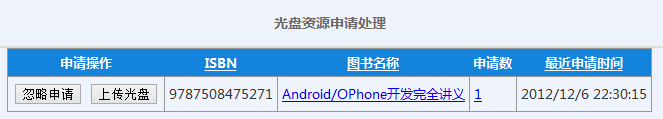 光盘资源申请处理
申请操作 ISBN 图书名称 申请数 最近申请时间
忽略申请 上传光盘 9787508475271 Android/OPhone开发完全讲义 1 2012/12/6 22:30:15